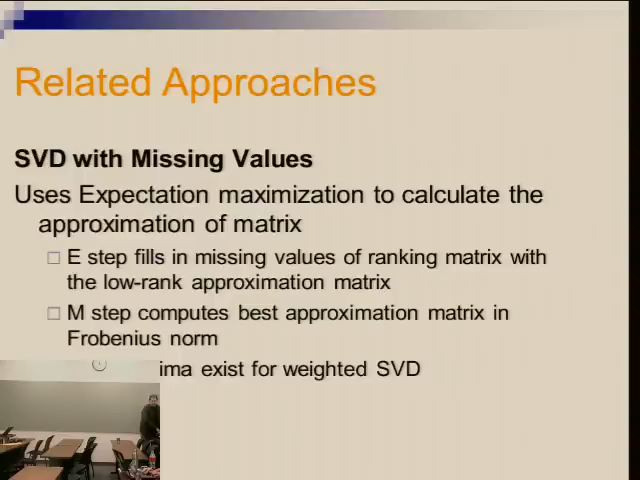 Related Approaches
SVD with Missing Values
Uses Expectation maximization to calculate the
approximation of matrix
E step fills in missing values of ranking matrix with
the low-rank approximation matrix
M step computes best approximation matrix in
Frobenius norm
exist for weighted SVD